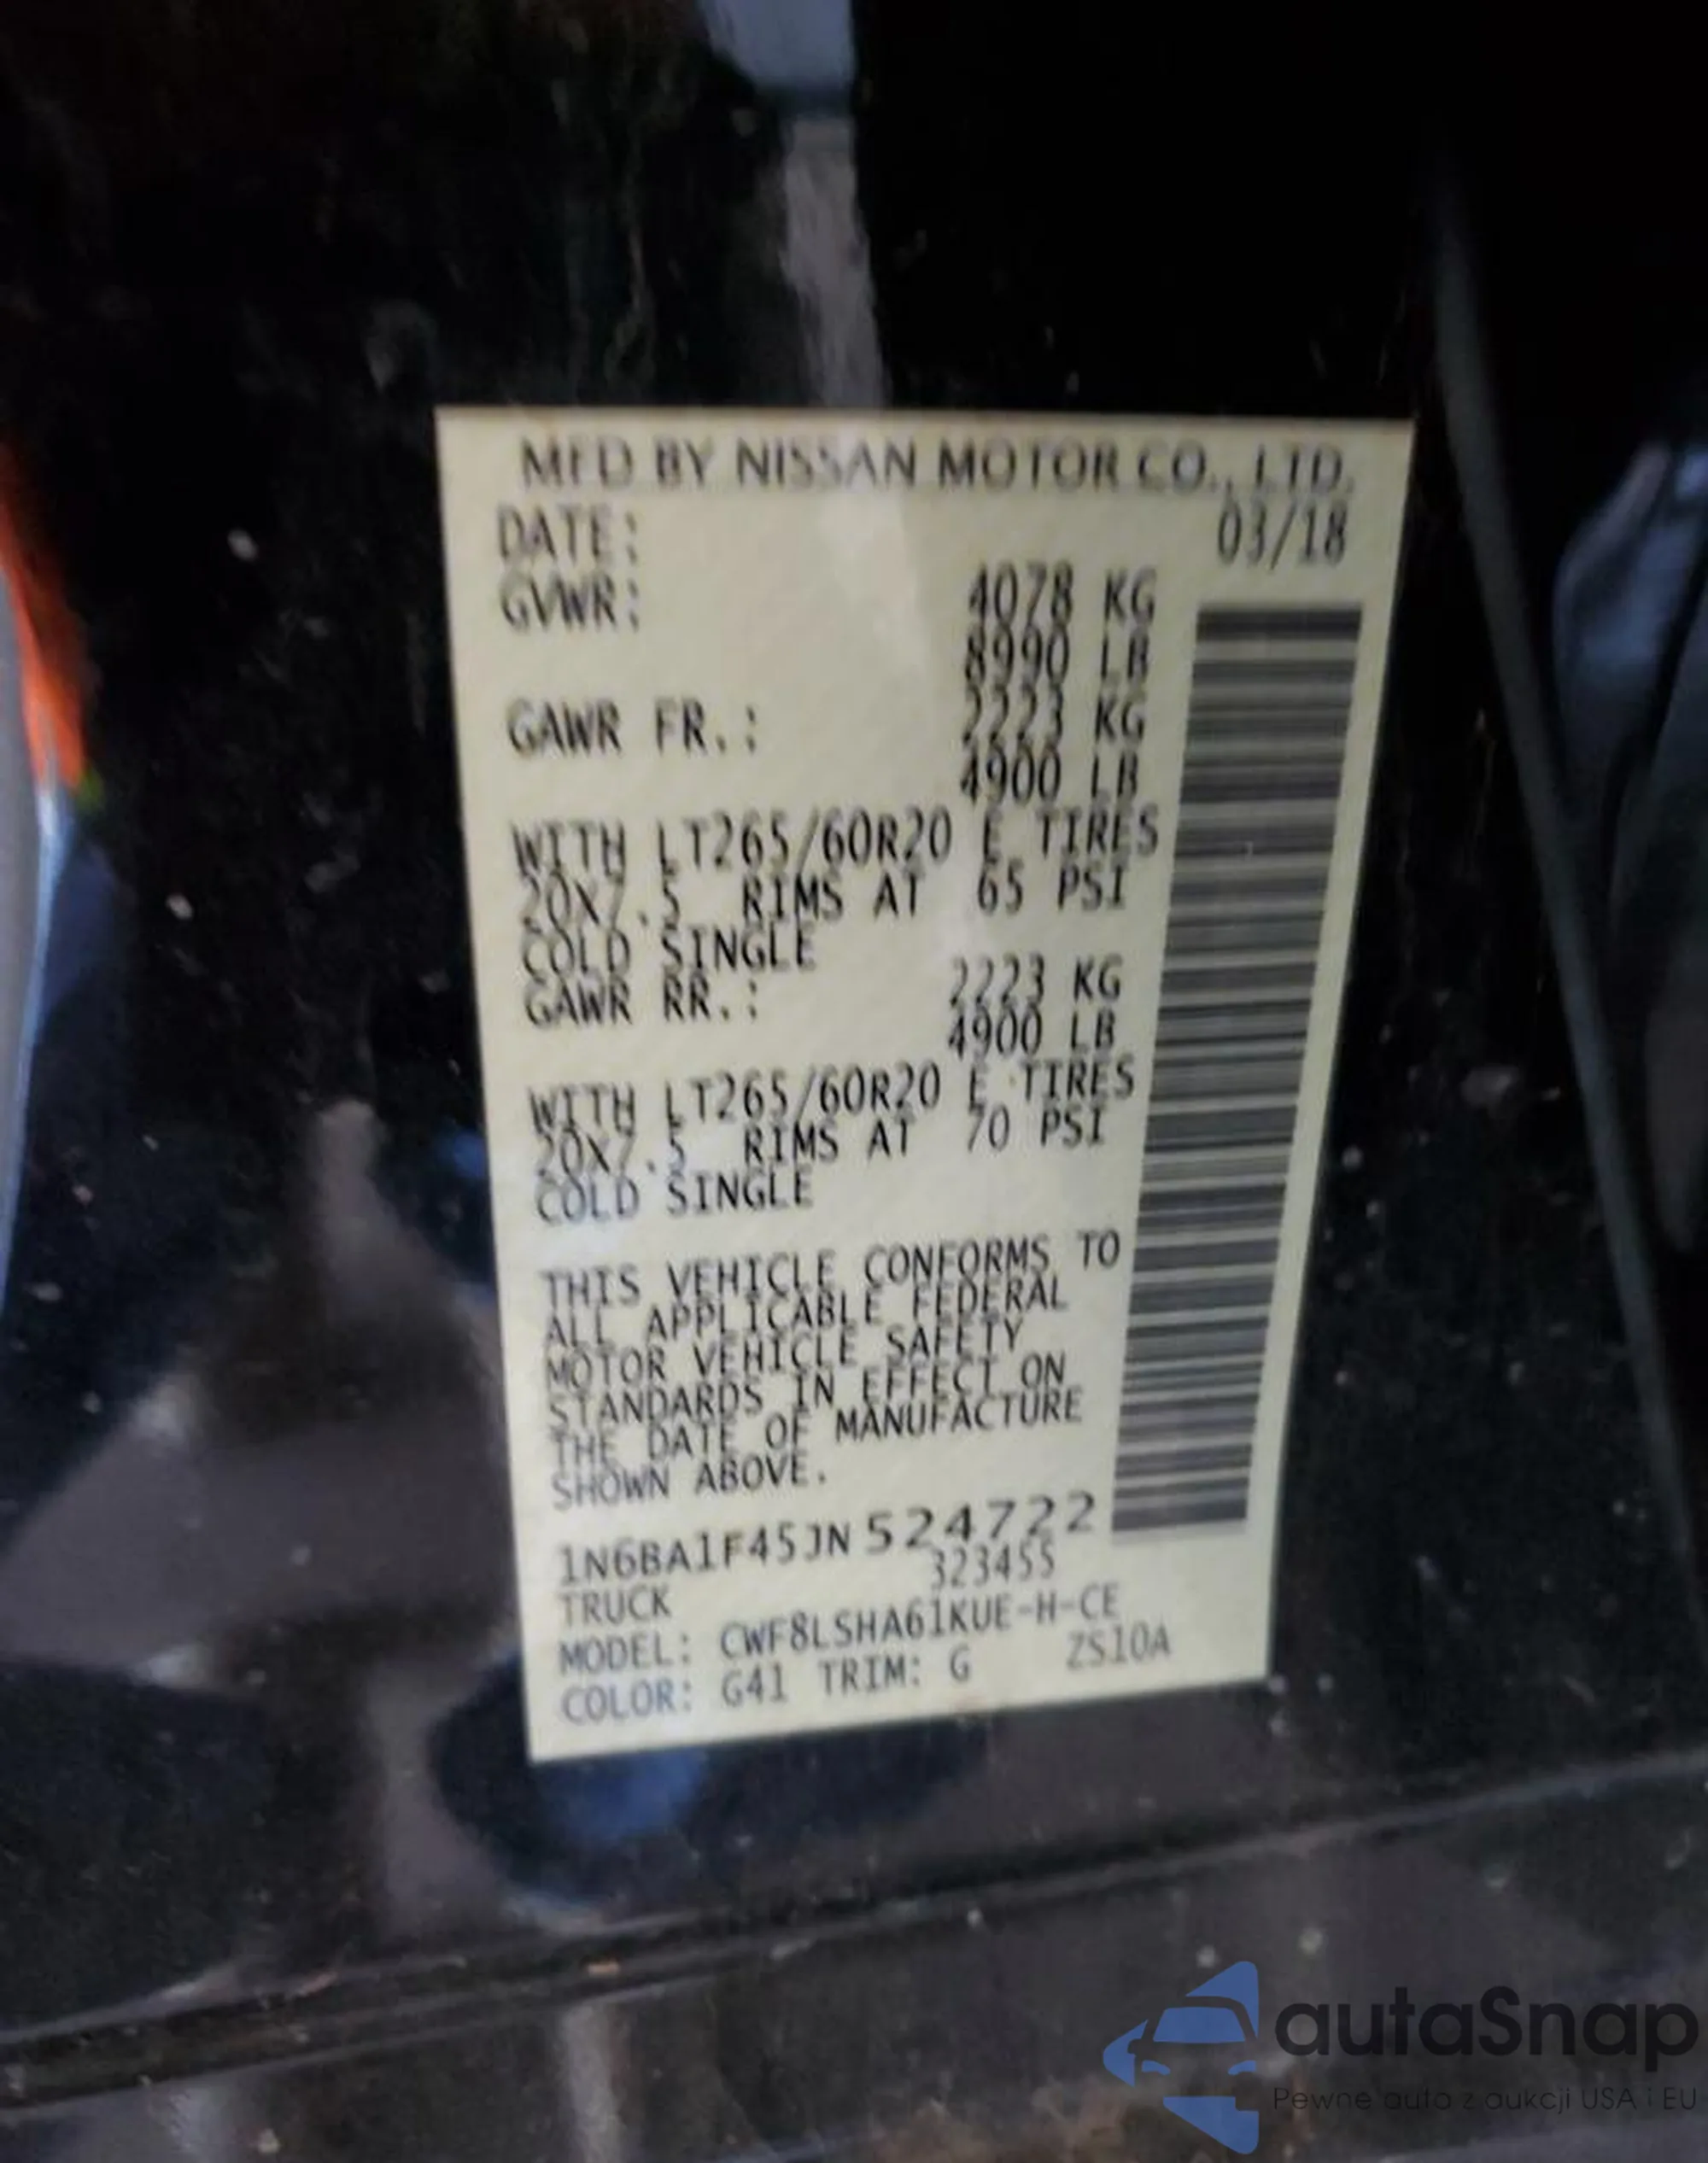 MFD BY NISSAN MOTOR CO., LTD.
DATE: 03/18
GVWR: 4078 KG
8990 LB
GAWR FR.: 2223 KG
4900 LB
WITH LT265/60R20 E TIRES
20X7.5 RIMS AT 65 PSI
COLD SINGLE
GAWR RR.: 2223 KG
4900 LB
WITH LT265/60R20 E TIRES
20X7.5 RIMS AT 70 PSI
COLD SINGLE
THIS VEHICLE CONFORMS TO
ALL APPLICABLE FEDERAL
MOTOR VEHICLE SAFETY
STANDARDS IN EFFECT ON
THE DATE OF MANUFACTURE
SHOWN ABOVE.
1N6BA1F45JN524722
323455
TRUCK
MODEL: CWF8LSHA61KUE-H-CE
COLOR: G41 TRIM: G ZS10A
autaSnap
Pewne auto z aukcji USA i EU